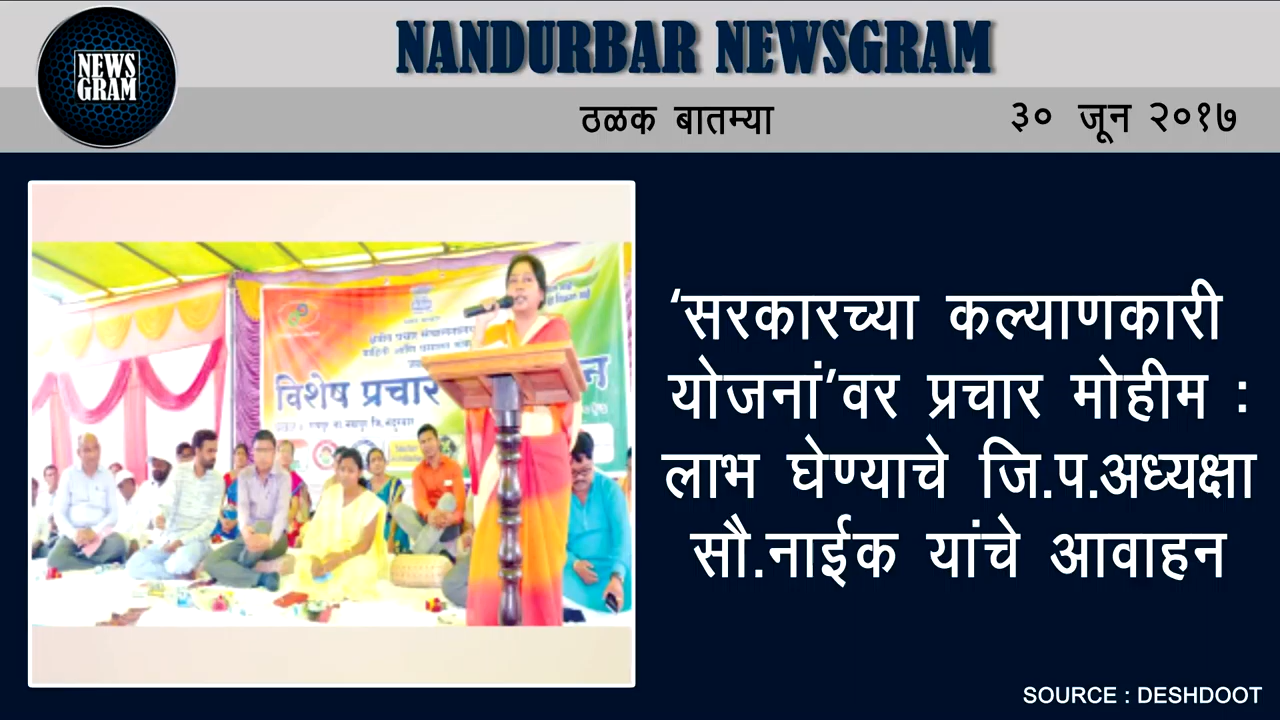 NEWS
GRAM
NANDURBAR NEWSGRAM
ठळक बातम्या
३० जून २०१७
विशेष प्रचार
‘सरकारच्या कल्याणकारी
योजनां’वर प्रचार मोहीम :
लाभ घेण्याचे जि.प.अध्यक्षा
सौ.नाईक यांचे आवाहन
SOURCE : DESHDOOT